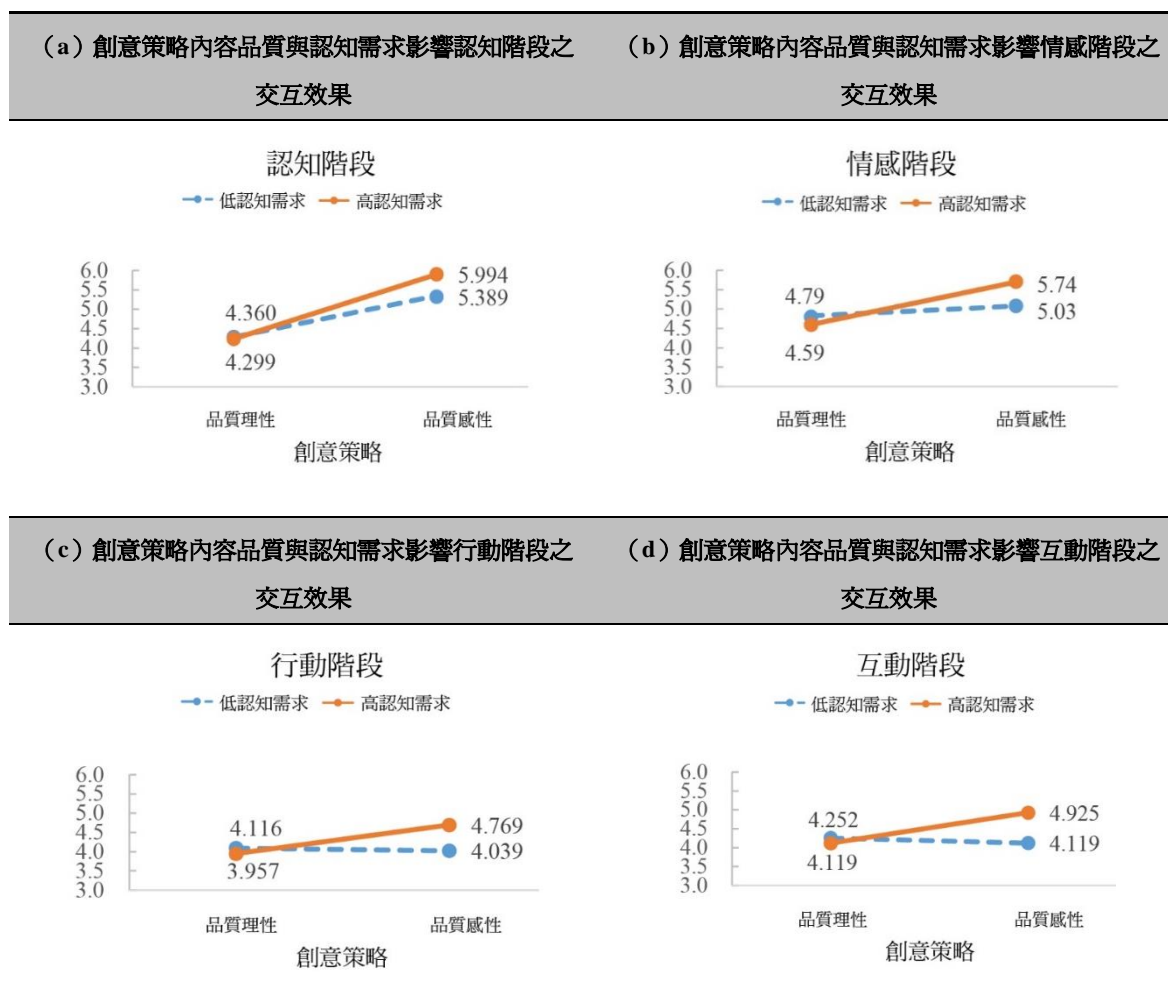 （a）創意策略內容品質與認知需求影響認知階段之
交互效果
（b）創意策略內容品質與認知需求影響情感階段之
交互效果
認知階段
低認知需求 高認知需求
6.0
5.5
5.0
4.5
4.0
3.5
3.0
4.360
4.299
5.994
5.389
品質理性 品質感性
創意策略
情感階段
低認知需求 高認知需求
6.0
5.5
5.0
4.5
4.0
3.5
3.0
4.79
4.59
5.74
5.03
品質理性 品質感性
創意策略
（c）創意策略內容品質與認知需求影響行動階段之
交互效果
（d）創意策略內容品質與認知需求影響互動階段之
交互效果
行動階段
低認知需求 高認知需求
6.0
5.5
5.0
4.5
4.0
3.5
3.0
4.116
3.957
4.769
4.039
品質理性 品質感性
創意策略
互動階段
低認知需求 高認知需求
6.0
5.5
5.0
4.5
4.0
3.5
3.0
4.252
4.119
4.925
4.119
品質理性 品質感性
創意策略